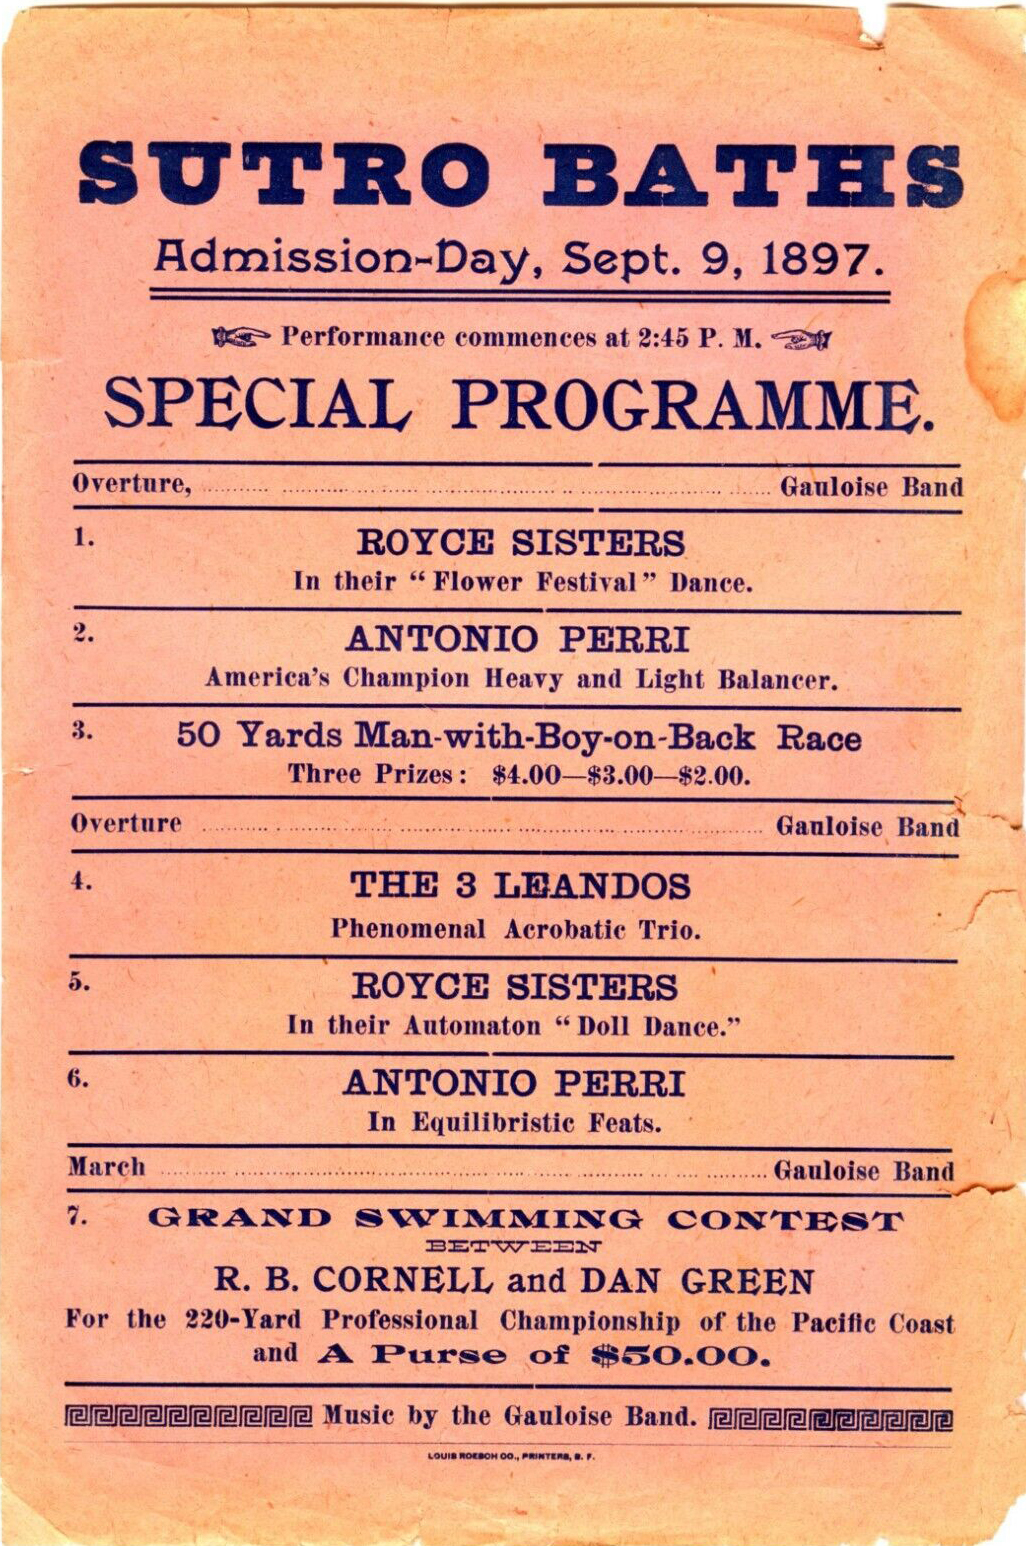 SUTRO BATHS
Admission-Day, Sept. 9, 1897.
Performance commences at 2:45 P. M.
SPECIAL PROGRAMME.
Overture, Gauloise Band
1. ROYCE SISTERS
In their “Flower Festival” Dance.
2. ANTONIO PERRI
America's Champion Heavy and Light Balancer.
3. 50 Yards Man-with-Boy-on-Back Race
Three Prizes: $4.00—$3.00—$2.00.
Overture Gauloise Band
4. THE 3 LEANDOS
Phenomenal Acrobatic Trio.
5. ROYCE SISTERS
In their Automaton “Doll Dance.”
6. ANTONIO PERRI
In Equilibristic Feats.
March Gauloise Band
7. GRAND SWIMMING CONTEST
BETWEEN
R. B. CORNELL and DAN GREEN
For the 220-Yard Professional Championship of the Pacific Coast
and A Purse of $50.00.
Music by the Gauloise Band.
LOUIS ROESCH CO., PRINTERS, S. F.